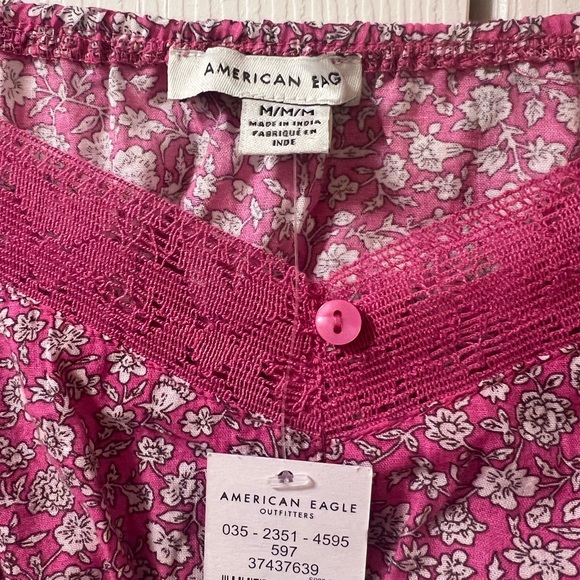 AMERICAN EAG
M/M/M
MADE IN INDIA
FABRIQUÉ EN
INDE
AMERICAN EAGLE
OUTFITTERS
035 - 2351 - 4595
597
37437639